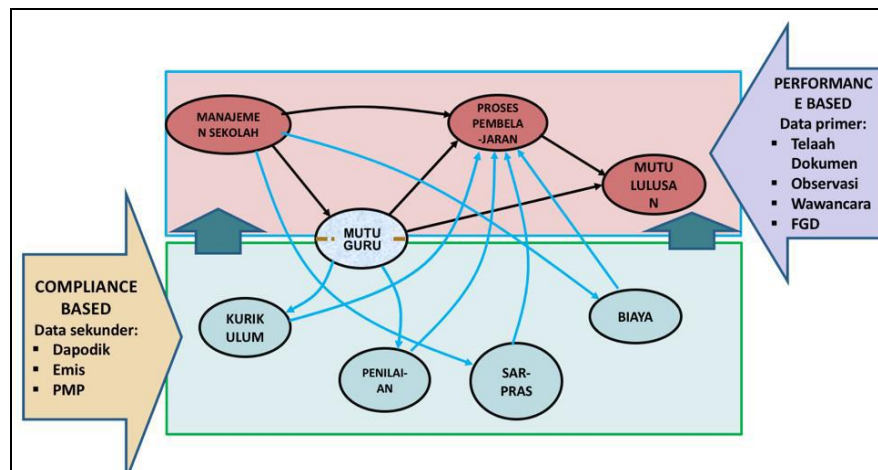 MANAJEME
N SEKOLAH
PROSES
PEMBELA
-JARAN
MUTU
LULUSA
N
MUTU
GURU
KURIK
ULUM
PENILAI-
AN
SAR-
PRAS
BIAYA
COMPLIANCE
BASED
Data sekunder:
▪ Dapodik
▪ Emis
▪ PMP
PERFORMANC
E BASED
Data primer:
▪ Telaah
Dokumen
▪ Observasi
▪ Wawancara
▪ FGD